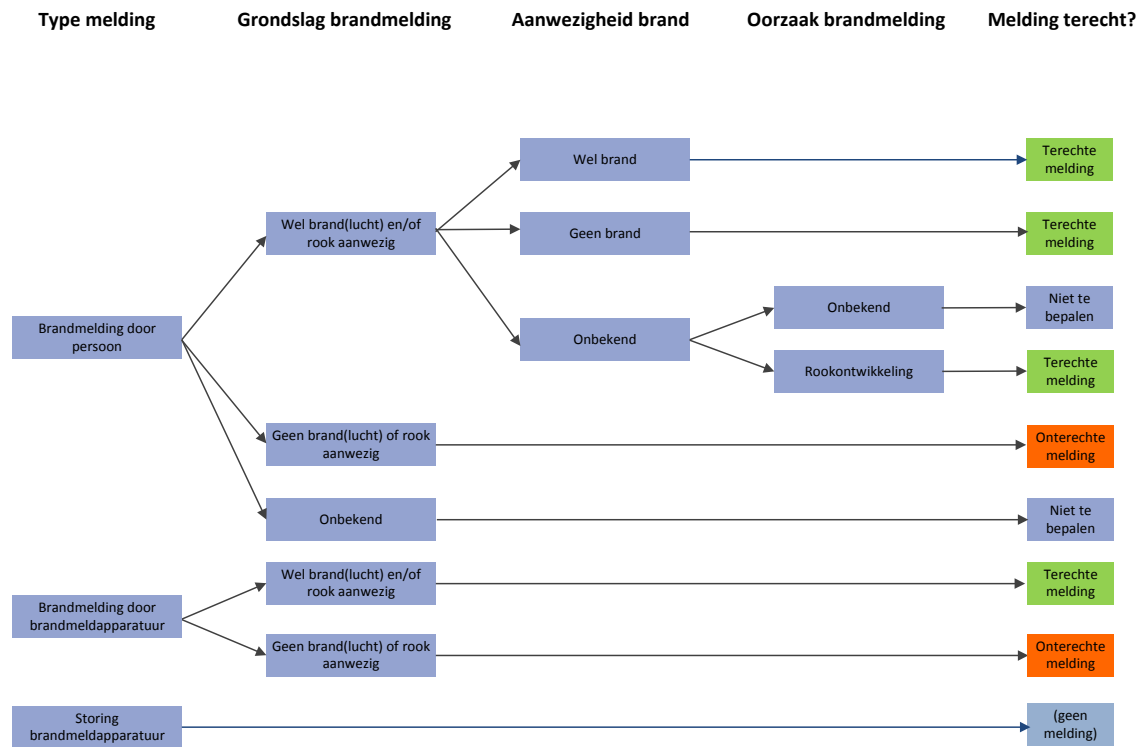 Type melding
Grondslag brandmelding
Aanwezigheid brand
Oorzaak brandmelding
Melding terecht?
Wel brand
Terechte
melding
Wel brand(lucht) en/of
rook aanwezig
Geen brand
Terechte
melding
Onbekend
Niet te
bepalen
Brandmelding door
persoon
Onbekend
Rookontwikkeling
Terechte
melding
Geen brand(lucht) of rook
aanwezig
Onterechte
melding
Onbekend
Niet te
bepalen
Wel brand(lucht) en/of
rook aanwezig
Terechte
melding
Brandmelding door
brandmeldapparatuur
Geen brand(lucht) of rook
aanwezig
Onterechte
melding
Storing
brandmeldapparatuur
(geen
melding)